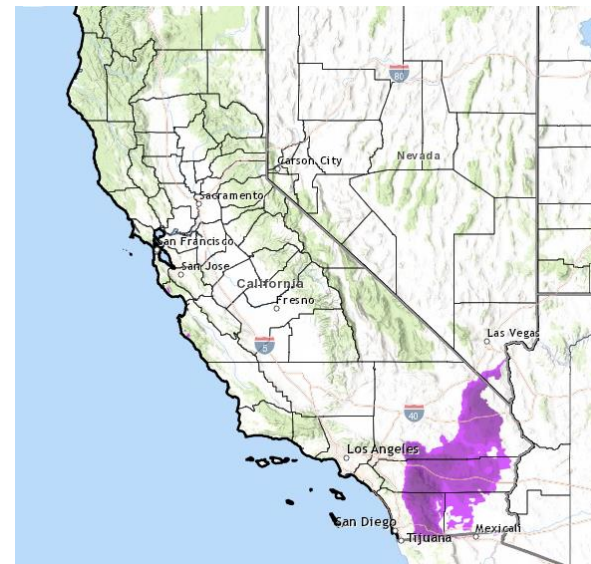 80
Carson City
Nevada
Sacramento
San Francisco
San Jose
California
Fresno
5
Las Vegas
40
Los Angeles
San Diego
Mexicali
Tijuana